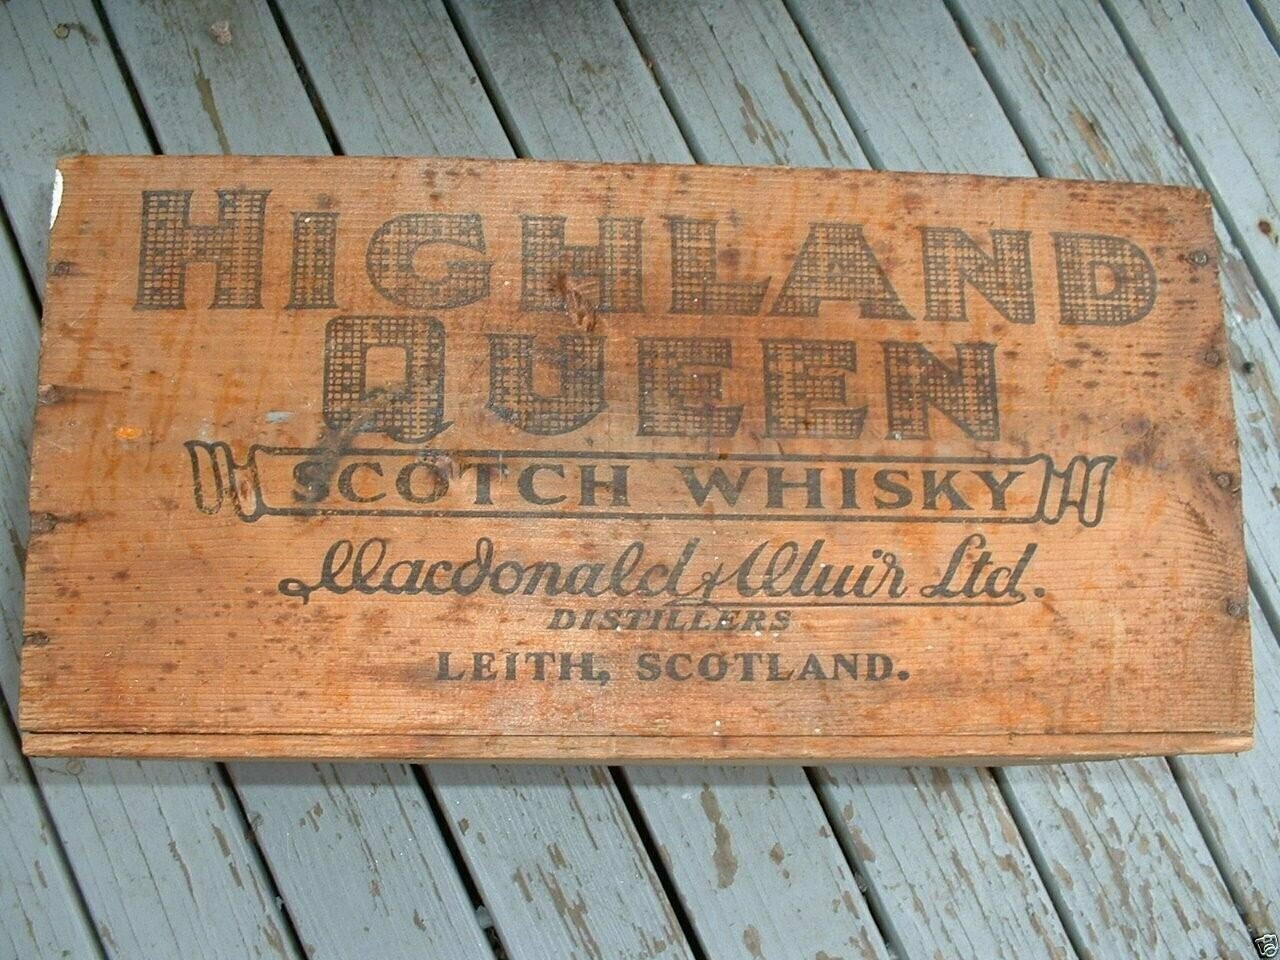 HiGHLAND
QUEEN
SCOTCH WHISKY
Macdonald & Muir Ltd.
DISTILLERS
LEITH, SCOTLAND.